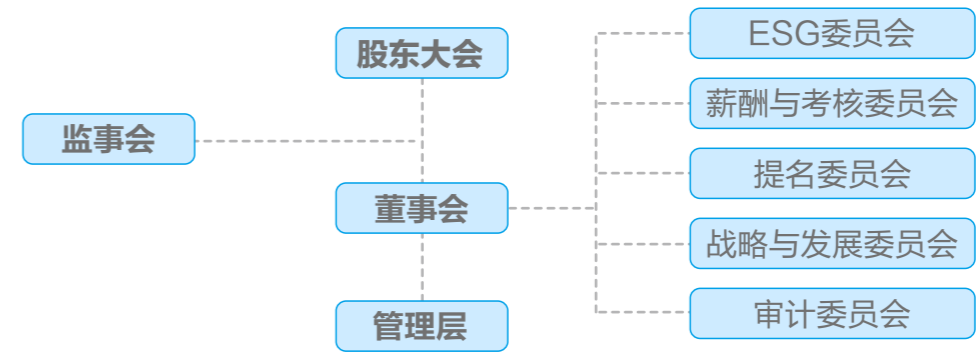 股东大会
监事会
董事会
管理层
ESG委员会
薪酬与考核委员会
提名委员会
战略与发展委员会
审计委员会